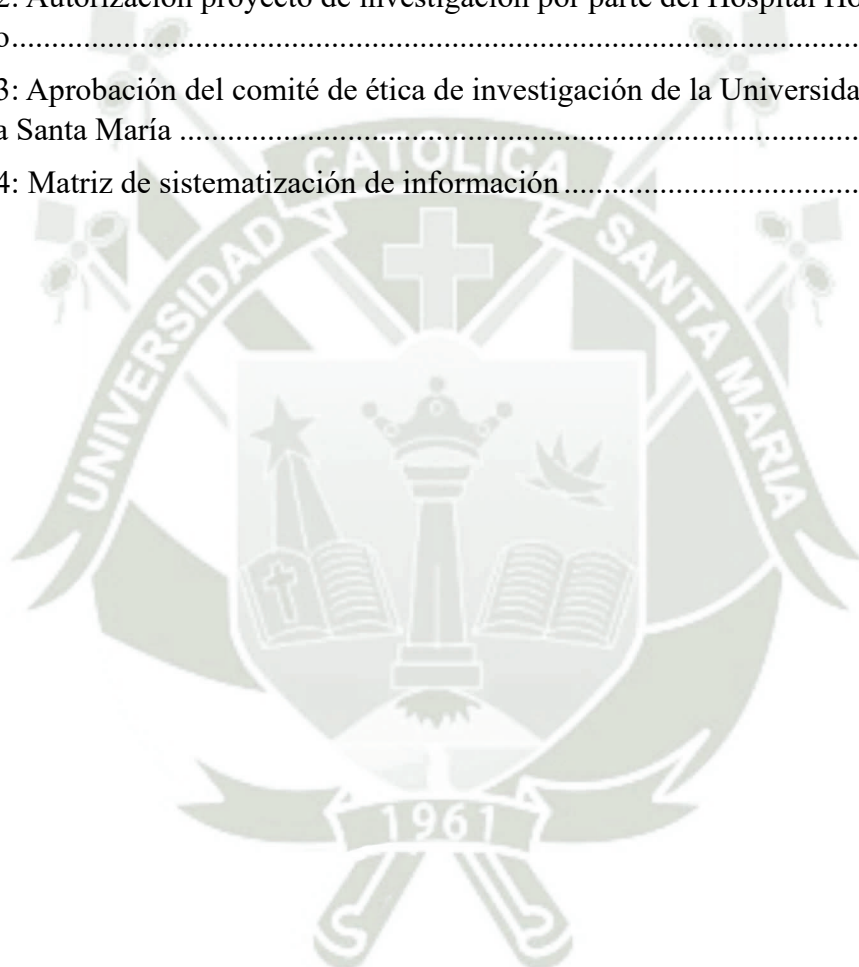 2: Autorización proyecto de investigación por parte del Hospital Ho
o..........................................................................................................
3: Aprobación del comité de ética de investigación de la Universida
a Santa María ....................................................................................
4: Matriz de sistematización de información ......................................
CATOLICA
UNIVERSIDAD
SANTA MARIA
1961